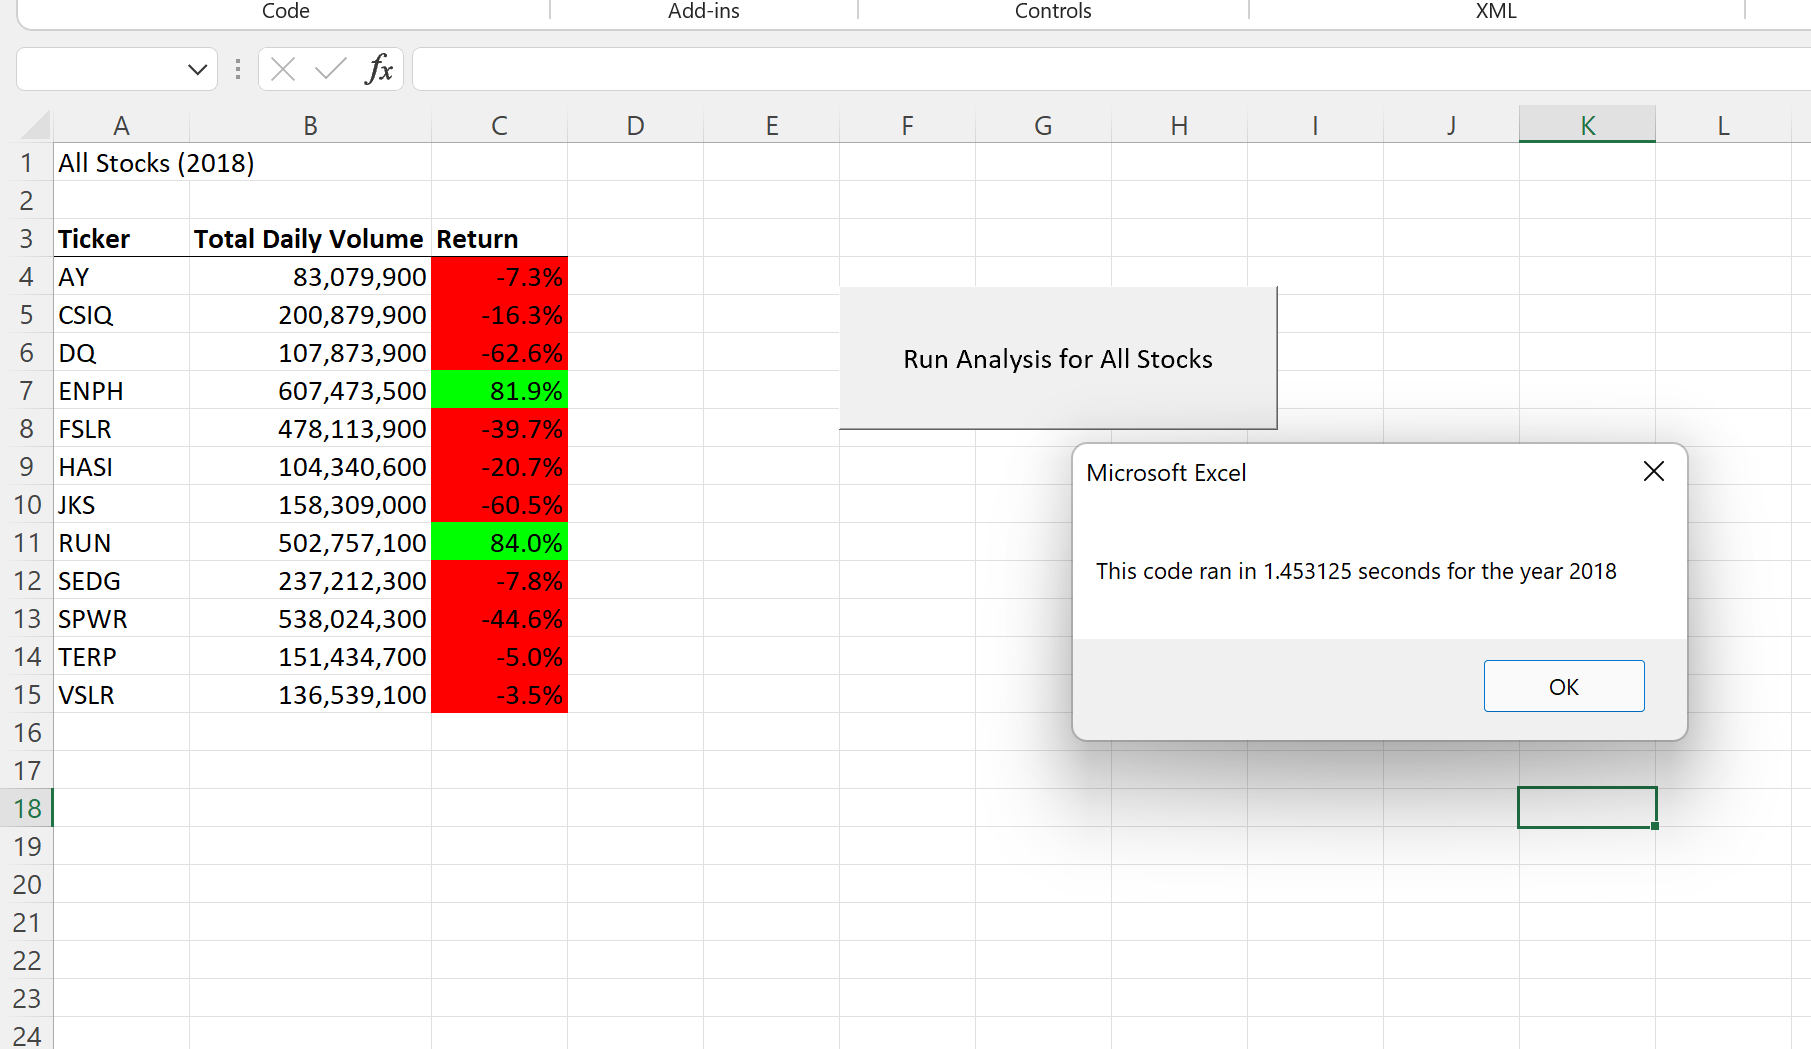 Code Add-ins Controls XML
fx
A B C D E F G H I J K L
1 All Stocks (2018)
2
3 Ticker Total Daily Volume Return
4 AY 83,079,900 -7.3%
5 CSIQ 200,879,900 -16.3%
6 DQ 107,873,900 -62.6%
7 ENPH 607,473,500 81.9%
8 FSLR 478,113,900 -39.7%
9 HASI 104,340,600 -20.7%
10 JKS 158,309,000 -60.5%
11 RUN 502,757,100 84.0%
12 SEDG 237,212,300 -7.8%
13 SPWR 538,024,300 -44.6%
14 TERP 151,434,700 -5.0%
15 VSLR 136,539,100 -3.5%
16
17
18
19
20
21
22
23
24
Run Analysis for All Stocks
Microsoft Excel
This code ran in 1.453125 seconds for the year 2018
OK